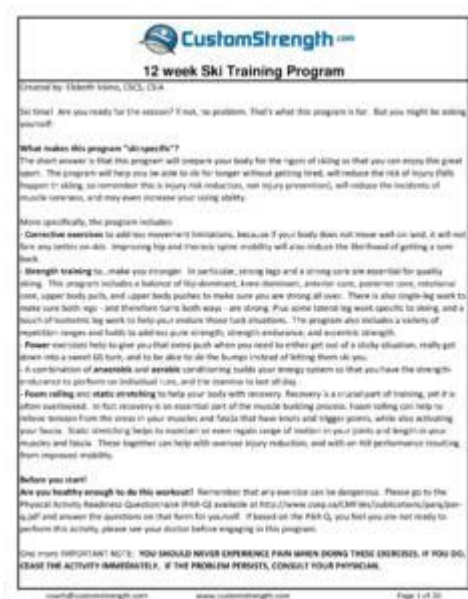 CustomStrength .com
12 week Ski Training Program
Created by: Elsbeth Vaino, CSCS, CSI-A
Ski time! Are you ready for the season? If not, no problem. That's what this program is for. But you might be asking
yourself:
What makes this program "ski-specific"?
The short answer is that this program will prepare your body for the rigors of skiing so that you can enjoy this great
sport. The program will help you be able to ski for longer without getting tired, will reduce the risk of injury (falls
happen in skiing, so remember this is injury risk reduction, not injury prevention), will reduce the incidents of
muscle soreness, and may even increase your skiing ability.
More specifically, the program includes:
- Corrective exercises to address movement limitations, because if your body does not move well on land, it will not
fare any better on skis. Improving hip and thoracic spine mobility will also reduce the likelihood of getting a sore
back.
- Strength training to…make you stronger. In particular, strong legs and a strong core are essential for quality
skiing. This program includes a balance of hip-dominant, knee dominant, anterior core, posterior core, rotational
core, upper body pulls, and upper body pushes to make sure you are strong all over. There is also single-leg work to
make sure both legs - and therefore turns both ways - are strong. Plus some lateral leg work specific to skiing, and a
touch of isometric leg work to help you endure those tuck situations. The program also includes a variety of
repetition ranges and holds to address pure strength, strength endurance, and eccentric strength.
- Power exercises help to give you that extra push when you need to either get out of a sticky situation, really get
down into a sweet GS turn, and to be able to do the bumps instead of letting them ski you.
- A combination of anaerobic and aerobic conditioning builds your energy system so that you have the strength
endurance to perform on individual runs, and the stamina to last all day.
- Foam rolling and static stretching to help your body with recovery. Recovery is a crucial part of training, yet it is
often overlooked. In fact recovery is an essential part of the muscle building process. Foam rolling can help to
relieve tension from the areas in your muscles and fascia that have knots and trigger points, while also activating
your fascia. Static stretching helps to maintain or even regain range of motion in your joints and length in your
muscles and fascia. These together can help with overuse injury reduction, and with on hill performance resulting
from improved mobility.
Before you start!
Are you healthy enough to do this workout? Remember that any exercise can be dangerous. Please go to the
Physical Activity Readiness Questionnaire (PAR-Q) available at http://www.csep.ca/CMFiles/publications/parq/par-
q.pdf and answer the questions on that form for yourself. If based on the PAR-Q, you feel you are not ready to
perform this activity, please see your doctor before engaging in this program.
One more IMPORTANT NOTE: YOU SHOULD NEVER EXPERIENCE PAIN WHEN DOING THESE EXERCISES. IF YOU DO,
CEASE THE ACTIVITY IMMEDIATELY. IF THE PROBLEM PERSISTS, CONSULT YOUR PHYSICIAN.
coach@customstrength.com www.customstrength.com Page 1 of 20